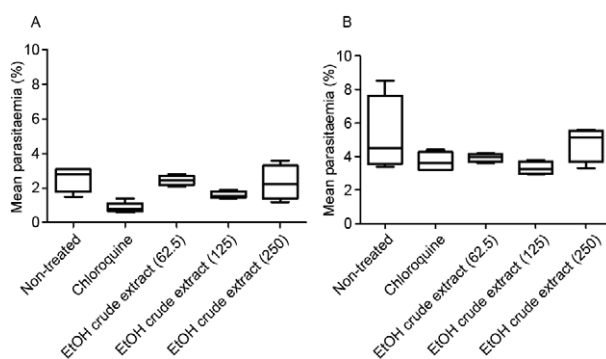 A
Mean parasitaemia (%)
10
8
6
4
2
0
Non-treated
Chloroquine
EtOH crude extract (62.5)
EtOH crude extract (125)
EtOH crude extract (250)
B
Mean parasitaemia (%)
10
8
6
4
2
0
Non-treated
Chloroquine
EtOH crude extract (62.5)
EtOH crude extract (125)
EtOH crude extract (250)